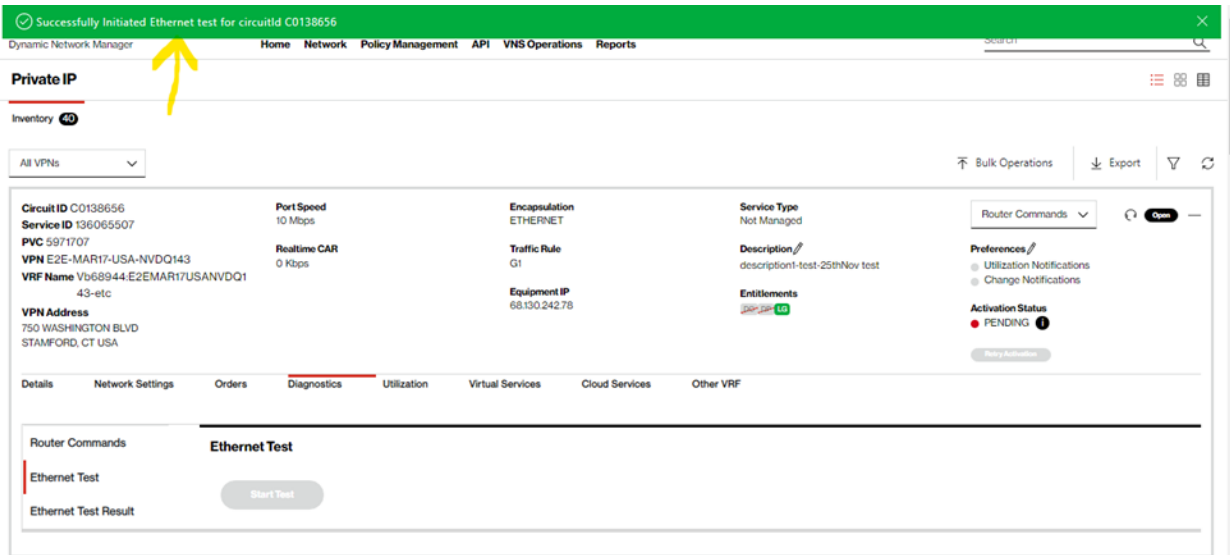 Successfully Initiated Ethernet test for circuitId C0138656
Dynamic Network Manager
Home Network Policy Management API VNS Operations Reports
Search
Private IP
Inventory 40
All VPNs
Bulk Operations
Export
Circuit ID C0138656
Service ID 136065507
PVC 5971707
VPN E2E-MAR17-USA-NVDQ143
VRF Name Vb68944:E2EMAR17USANVDQ1
43-etc
VPN Address
750 WASHINGTON BLVD
STAMFORD, CT USA
Port Speed
10 Mbps
Realtime CAR
0 Kbps
Encapsulation
ETHERNET
Traffic Rule
G1
Equipment IP
68.130.242.78
Service Type
Not Managed
Description
description1-test-25thNov test
Entitlements
LG
Router Commands
Open
Preferences
Utilization Notifications
Change Notifications
Activation Status
PENDING
Retry Activation
Details Network Settings Orders Diagnostics Utilization Virtual Services Cloud Services Other VRF
Router Commands
Ethernet Test
Ethernet Test Result
Ethernet Test
Start Test